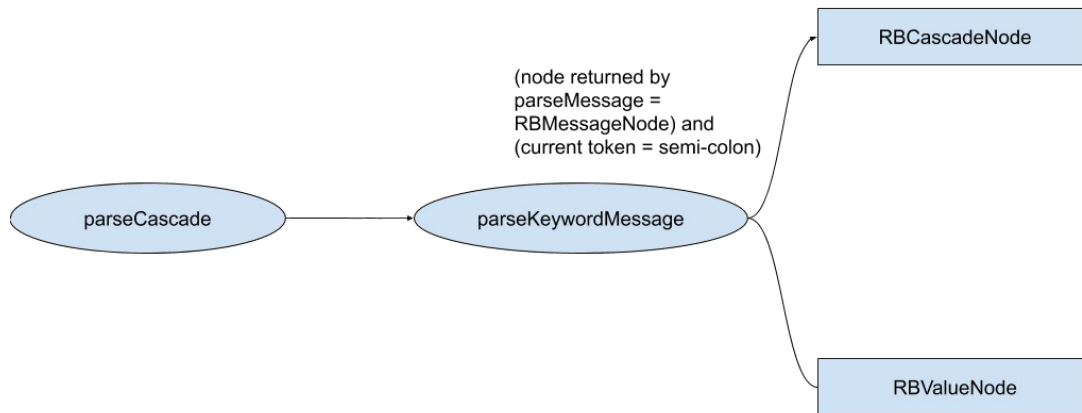 RBCascadeNode
(node returned by
parseMessage =
RBMessageNode) and
(current token = semi-colon)
parseCascade
parseKeywordMessage
RBValueNode